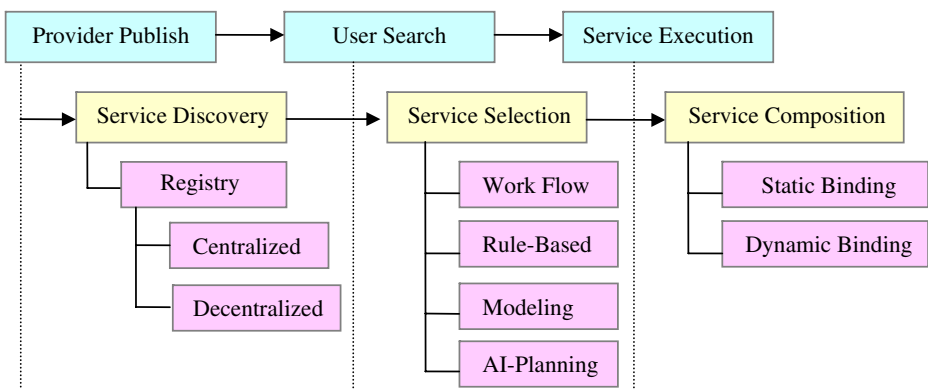 Provider Publish
User Search
Service Execution
Service Discovery
Service Selection
Service Composition
Registry
Centralized
Decentralized
Work Flow
Rule-Based
Modeling
AI-Planning
Static Binding
Dynamic Binding